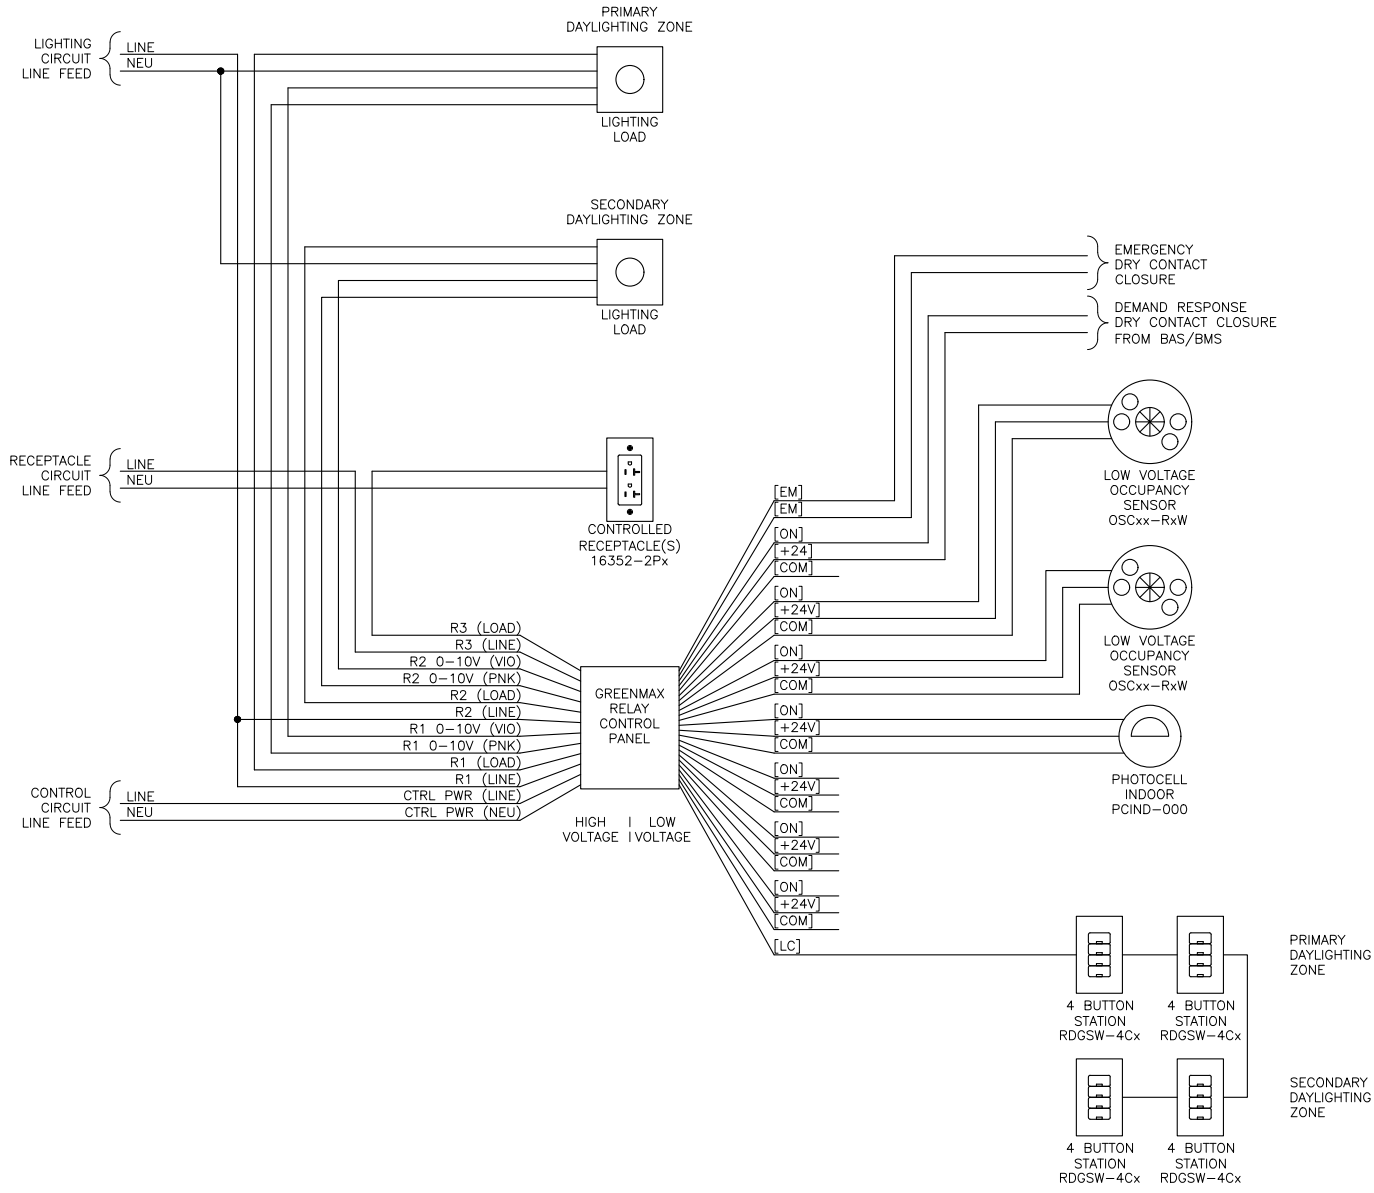 PRIMARY
DAYLIGHTING ZONE
LIGHTING
CIRCUIT
LINE FEED
LINE
NEU
LIGHTING
LOAD
SECONDARY
DAYLIGHTING ZONE
LIGHTING
LOAD
EMERGENCY
DRY CONTACT
CLOSURE
DEMAND RESPONSE
DRY CONTACT CLOSURE
FROM BAS/BMS
RECEPTACLE
CIRCUIT
LINE FEED
LINE
NEU
CONTROLLED
RECEPTACLE(S)
16352-2Px
LOW VOLTAGE
OCCUPANCY
SENSOR
OSCxx-RxW
LOW VOLTAGE
OCCUPANCY
SENSOR
OSCxx-RxW
[EM]
[EM]
[ON]
[+24]
[COM]
[ON]
[+24V]
[COM]
[ON]
[+24V]
[COM]
[ON]
[+24V]
[COM]
[ON]
[+24V]
[COM]
[ON]
[+24V]
[COM]
[ON]
[+24V]
[COM]
[LC]
R3 (LOAD)
R3 (LINE)
R2 0-10V (VIO)
R2 0-10V (PNK)
R2 (LOAD)
R2 (LINE)
R1 0-10V (VIO)
R1 0-10V (PNK)
R1 (LOAD)
R1 (LINE)
CTRL PWR (LINE)
CTRL PWR (NEU)
GREENMAX
RELAY
CONTROL
PANEL
HIGH | LOW
VOLTAGE | VOLTAGE
CONTROL
CIRCUIT
LINE FEED
LINE
NEU
PHOTOCELL
INDOOR
PCIND-000
PRIMARY
DAYLIGHTING
ZONE
4 BUTTON
STATION
RDGSW-4Cx
4 BUTTON
STATION
RDGSW-4Cx
SECONDARY
DAYLIGHTING
ZONE
4 BUTTON
STATION
RDGSW-4Cx
4 BUTTON
STATION
RDGSW-4Cx